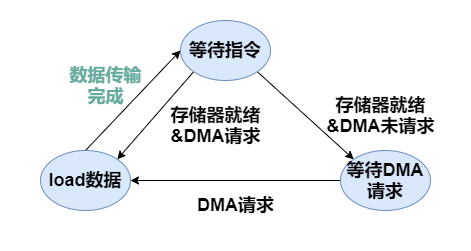 等待指令
数据传输
完成
存储器就绪
&DMA请求
存储器就绪
&DMA未请求
load数据
等待DMA
请求
DMA请求